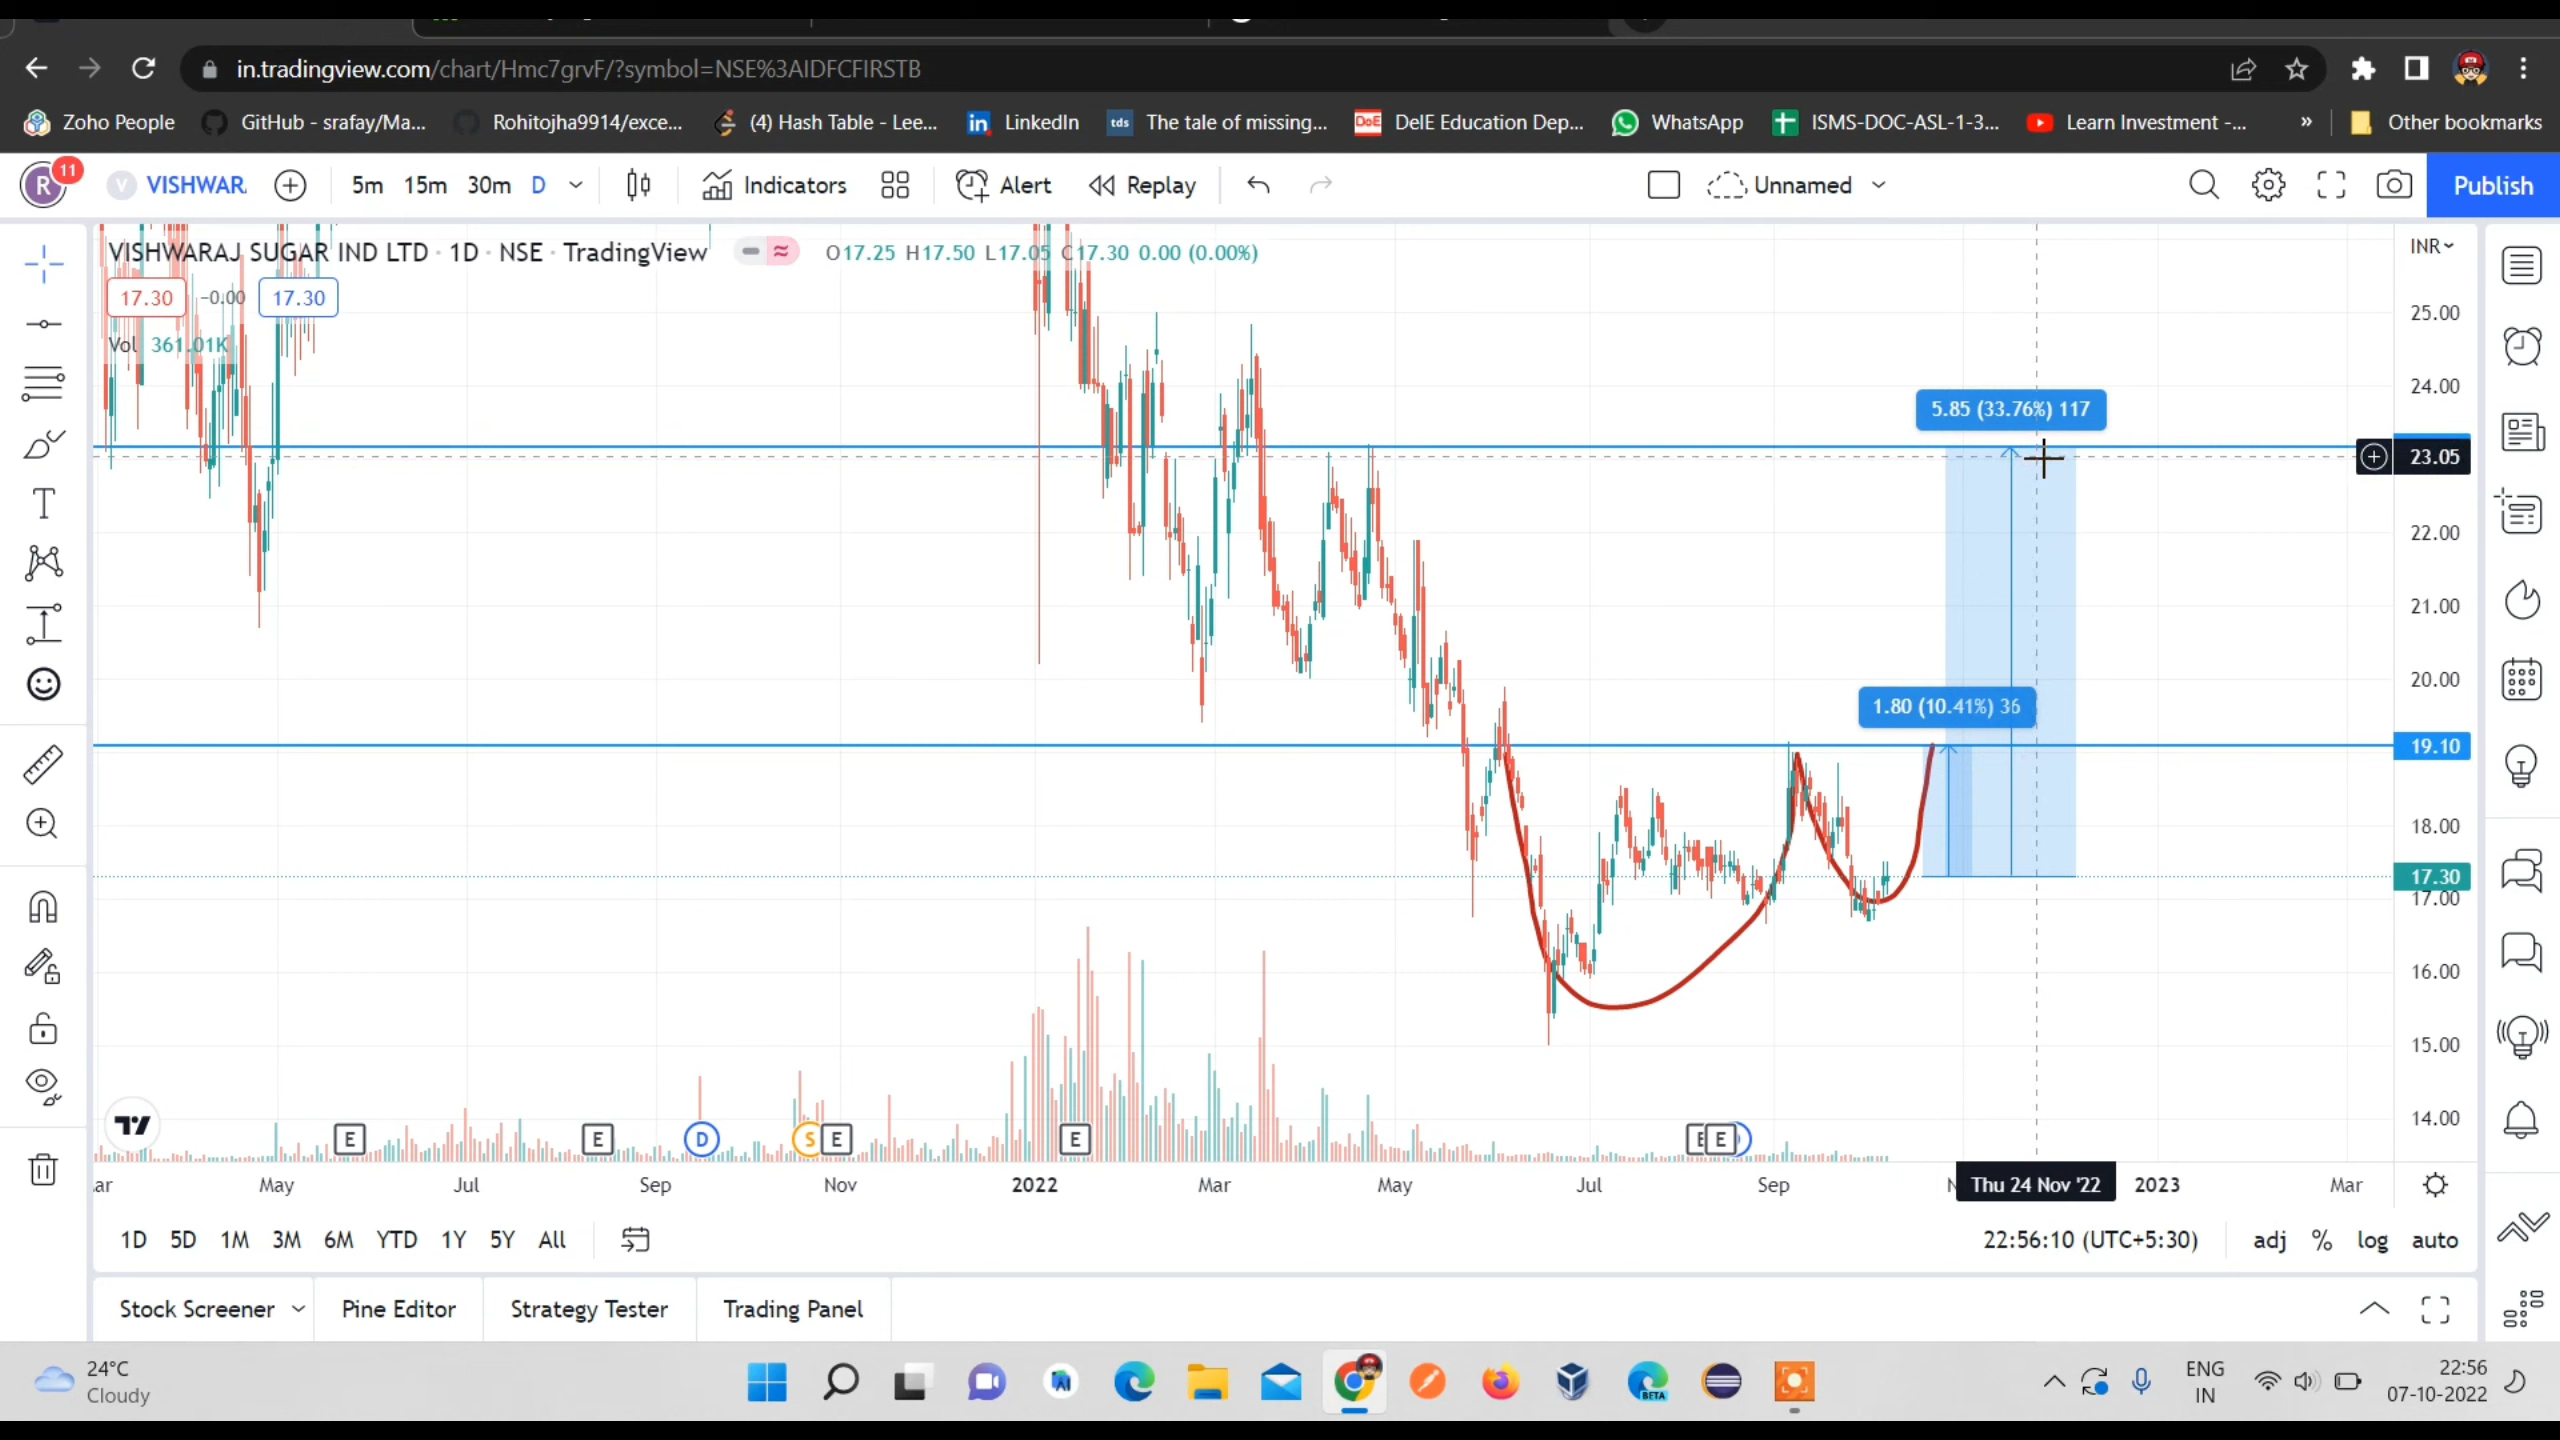 in.tradingview.com/chart/Hmc7grvF/?symbol=NSE%3AIDFCFIRSTB
Zoho People
GitHub - srafay/Ma...
Rohitojha9914/exce...
(4) Hash Table - Lee...
in
LinkedIn
tds
The tale of missing...
DoE
DelE Education Dep...
WhatsApp
ISMS-DOC-ASL-1-3...
Learn Investment -...
»
Other bookmarks
R
11
V
VISHWAR
5m
15m
30m
D
Indicators
Alert
Replay
Unnamed
Publish
VISHWARAJ SUGAR IND LTD · 1D · NSE · TradingView
O17.25 H17.50 L17.05 C17.30 0.00 (0.00%)
INR
17.30
−0.00
17.30
Vol 361.01K
25.00
24.00
5.85 (33.76%) 117
23.05
22.00
21.00
20.00
1.80 (10.41%) 36
19.10
18.00
17.30
17.00
16.00
15.00
14.00
E
E
D
S
E
E
E
E
May
Jul
Sep
Nov
2022
Mar
May
Jul
Sep
Thu 24 Nov '22
2023
Mar
1D
5D
1M
3M
6M
YTD
1Y
5Y
All
22:56:10 (UTC+5:30)
adj
%
log
auto
Stock Screener
Pine Editor
Strategy Tester
Trading Panel
24°C
Cloudy
BETA
ENG
IN
22:56
07-10-2022